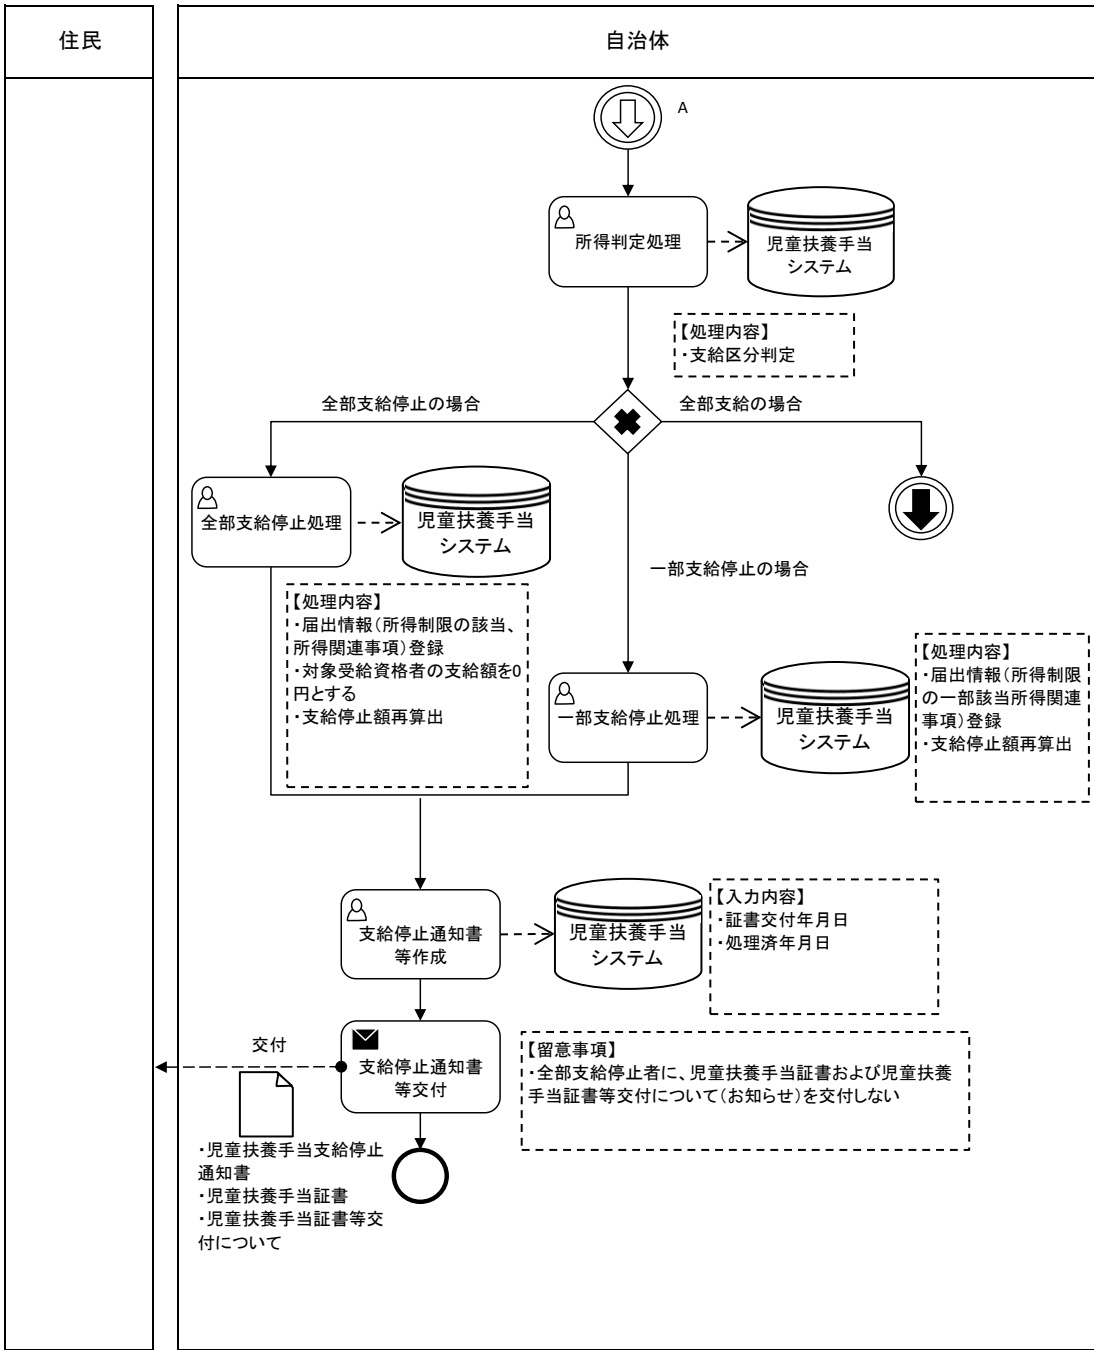 住民
自治体
A
所得判定処理
児童扶養手当
システム
【処理内容】
・支給区分判定
全部支給停止の場合
全部支給の場合
全部支給停止処理
児童扶養手当
システム
一部支給停止の場合
【処理内容】
・届出情報(所得制限の該当、
所得関連事項)登録
・対象受給資格者の支給額を0
円とする
・支給停止額再算出
一部支給停止処理
児童扶養手当
システム
【処理内容】
・届出情報(所得制限
の一部該当所得関連
事項)登録
・支給停止額再算出
支給停止通知書
等作成
児童扶養手当
システム
【入力内容】
・証書交付年月日
・処理済年月日
交付
支給停止通知書
等交付
【留意事項】
・全部支給停止者に、児童扶養手当証書および児童扶養
手当証書等交付について(お知らせ)を交付しない
・児童扶養手当支給停止
通知書
・児童扶養手当証書
・児童扶養手当証書等交
付について